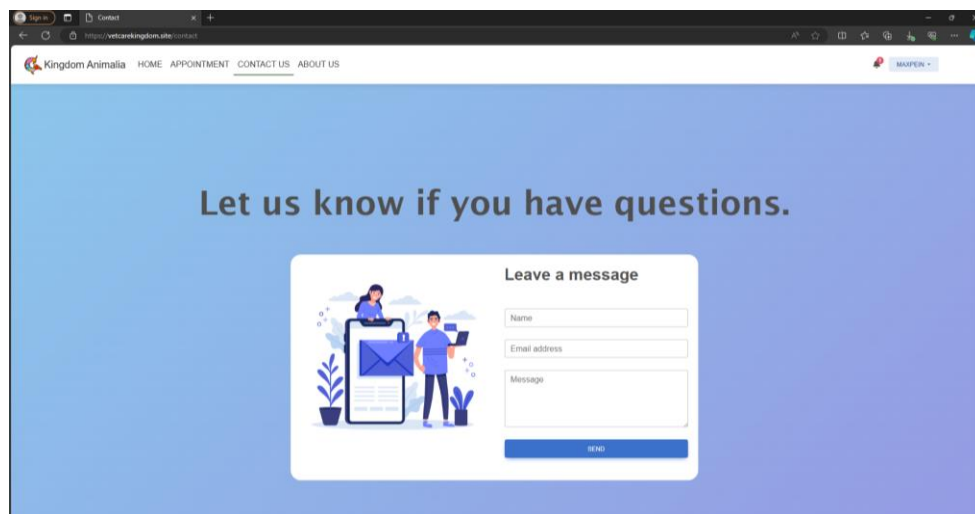 Sign in Contact
https://vetcarekingdom.site/contact
Kingdom Animalia HOME APPOINTMENT CONTACT US ABOUT US MAXPEIN
Let us know if you have questions.
Leave a message
Name
Email address
Message
SEND